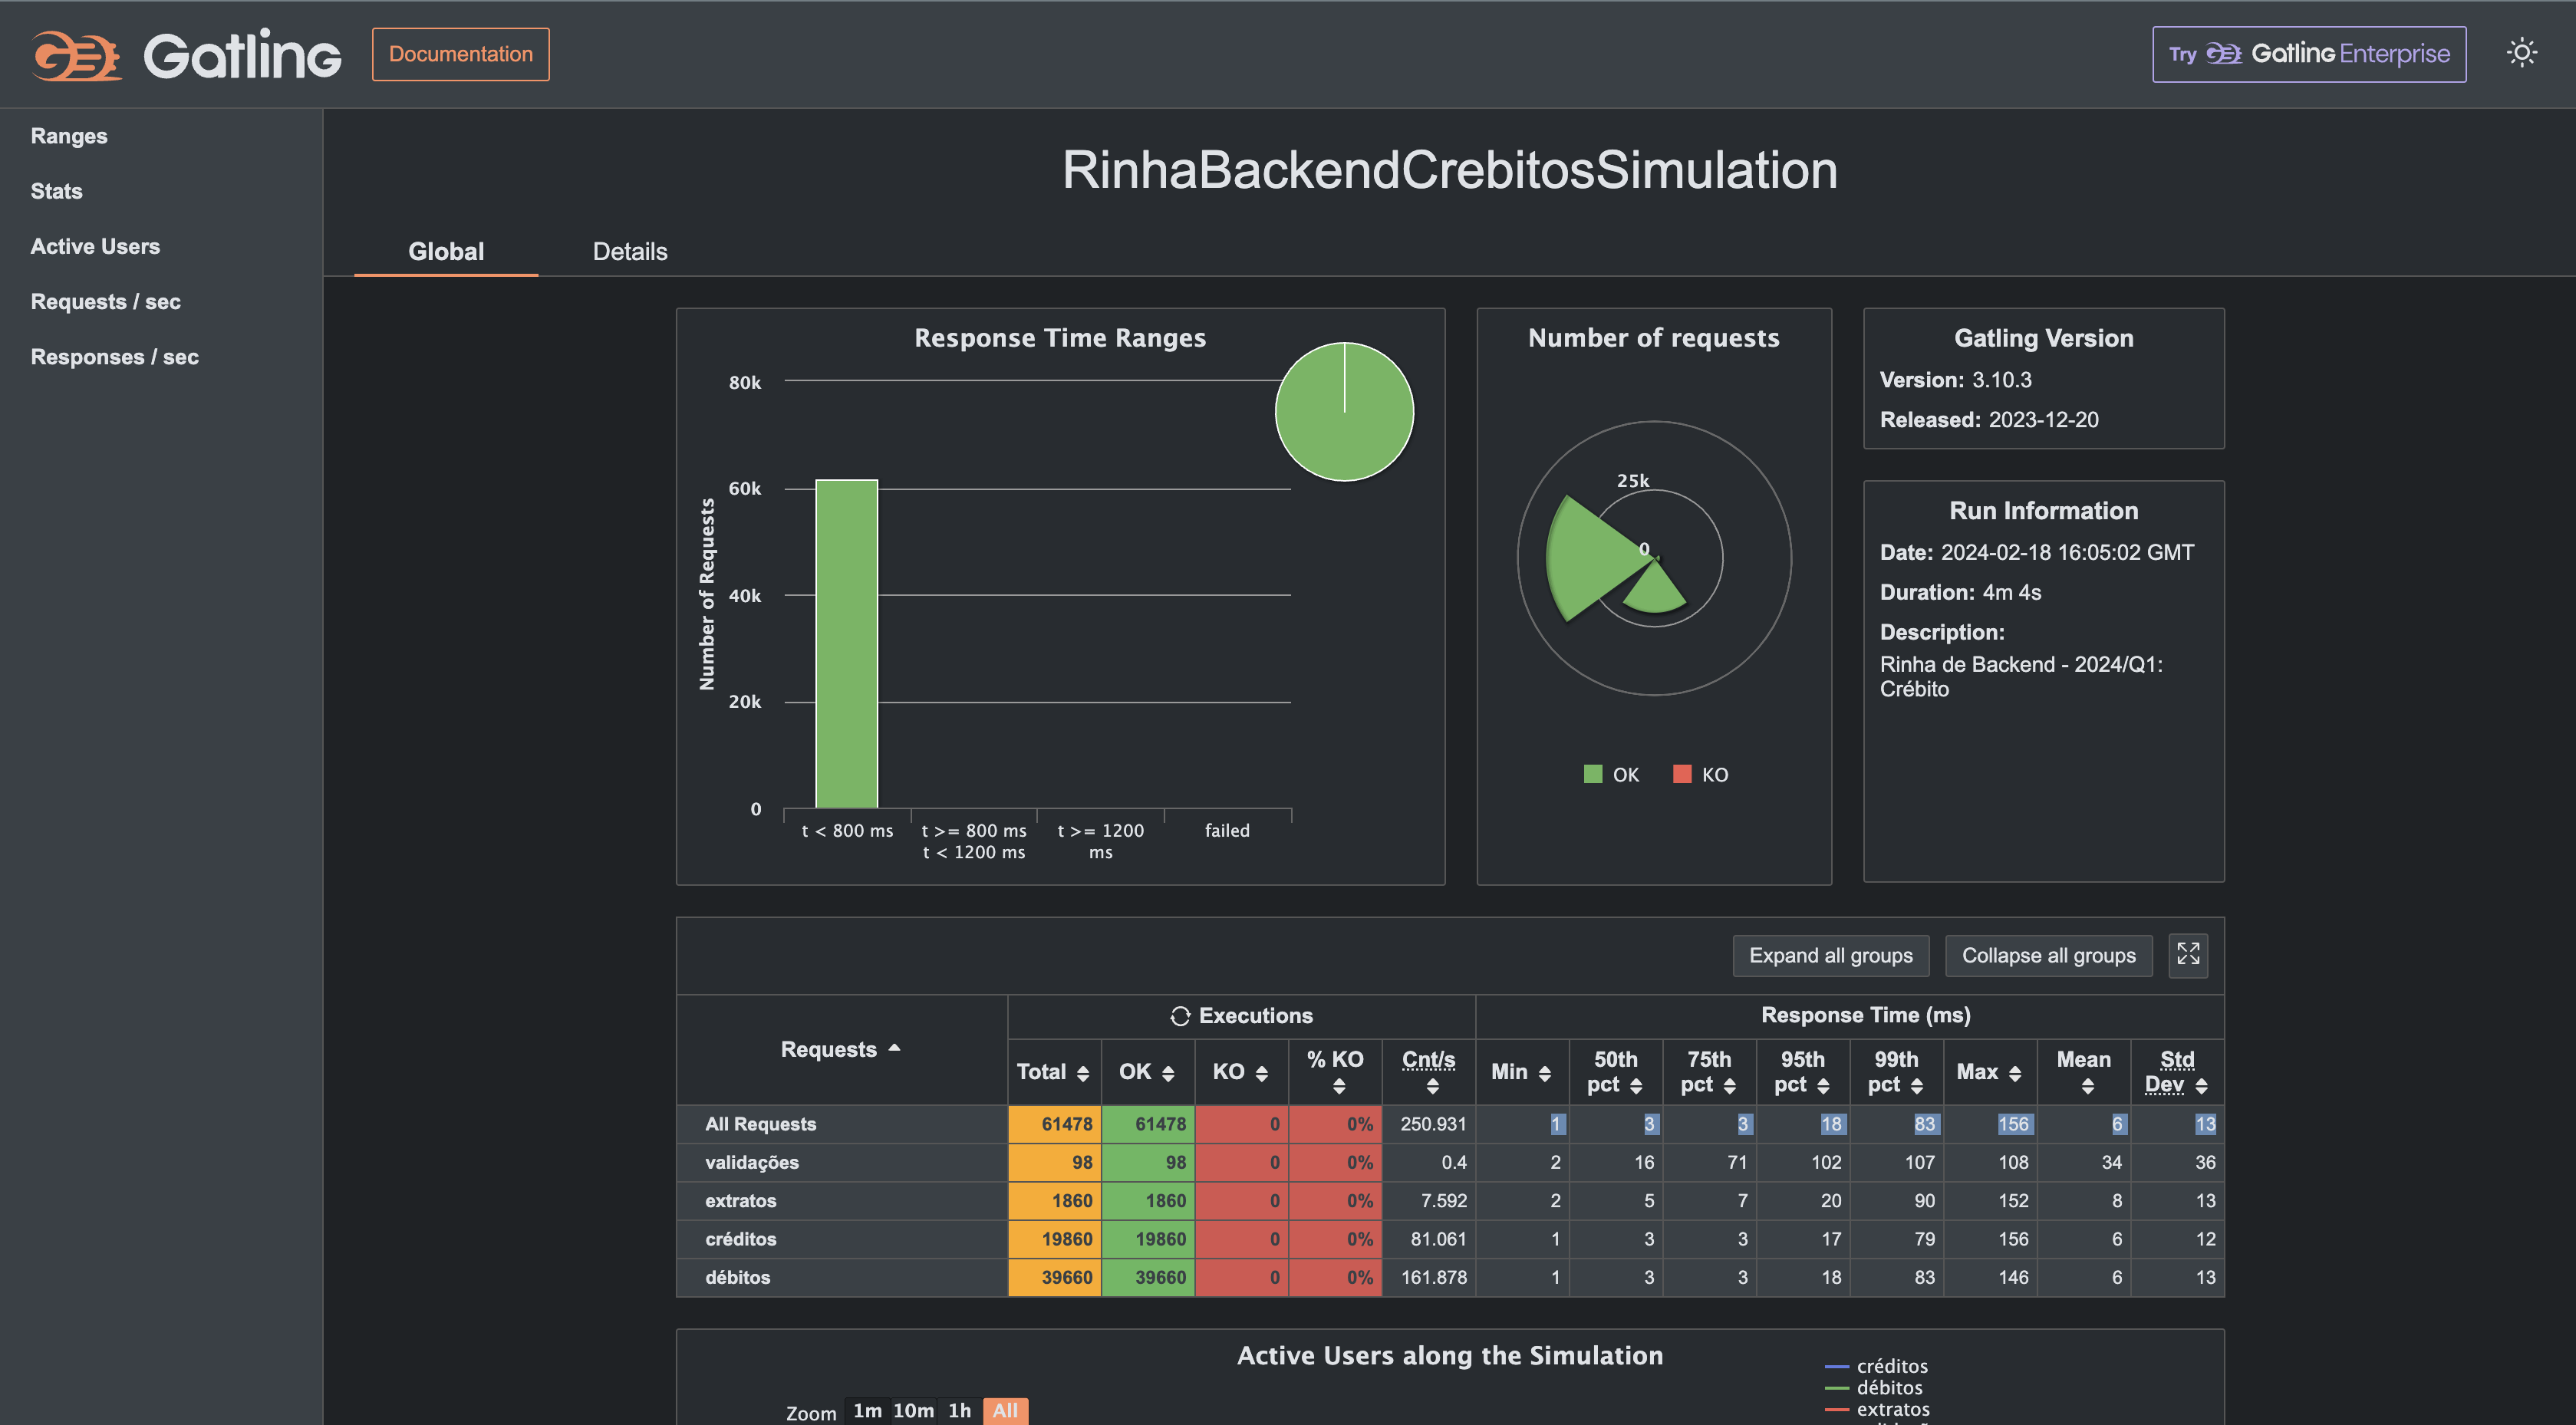 Gatling
Documentation
Try Gatling Enterprise
Ranges
Stats
Active Users
Requests / sec
Responses / sec
RinhaBackendCrebitosSimulation
Global Details
Response Time Ranges
80k
60k
40k
20k
0
Number of Requests
t < 800 ms
t >= 800 ms
t < 1200 ms
t >= 1200
ms
failed
Number of requests
25k
0
OK KO
Gatling Version
Version: 3.10.3
Released: 2023-12-20
Run Information
Date: 2024-02-18 16:05:02 GMT
Duration: 4m 4s
Description:
Rinha de Backend - 2024/Q1:
Crébito
Expand all groups Collapse all groups
Requests Executions Response Time (ms)
Total OK KO % KO Cnt/s Min 50th pct 75th pct 95th pct 99th pct Max Mean Std Dev
All Requests 61478 61478 0 0% 250.931 1 3 3 18 83 156 6 13
validações 98 98 0 0% 0.4 2 16 71 102 107 108 34 36
extratos 1860 1860 0 0% 7.592 2 5 7 20 90 152 8 13
créditos 19860 19860 0 0% 81.061 1 3 3 17 79 156 6 12
débitos 39660 39660 0 0% 161.878 1 3 3 18 83 146 6 13
Active Users along the Simulation
créditos
débitos
extratos
Zoom 1m 10m 1h All